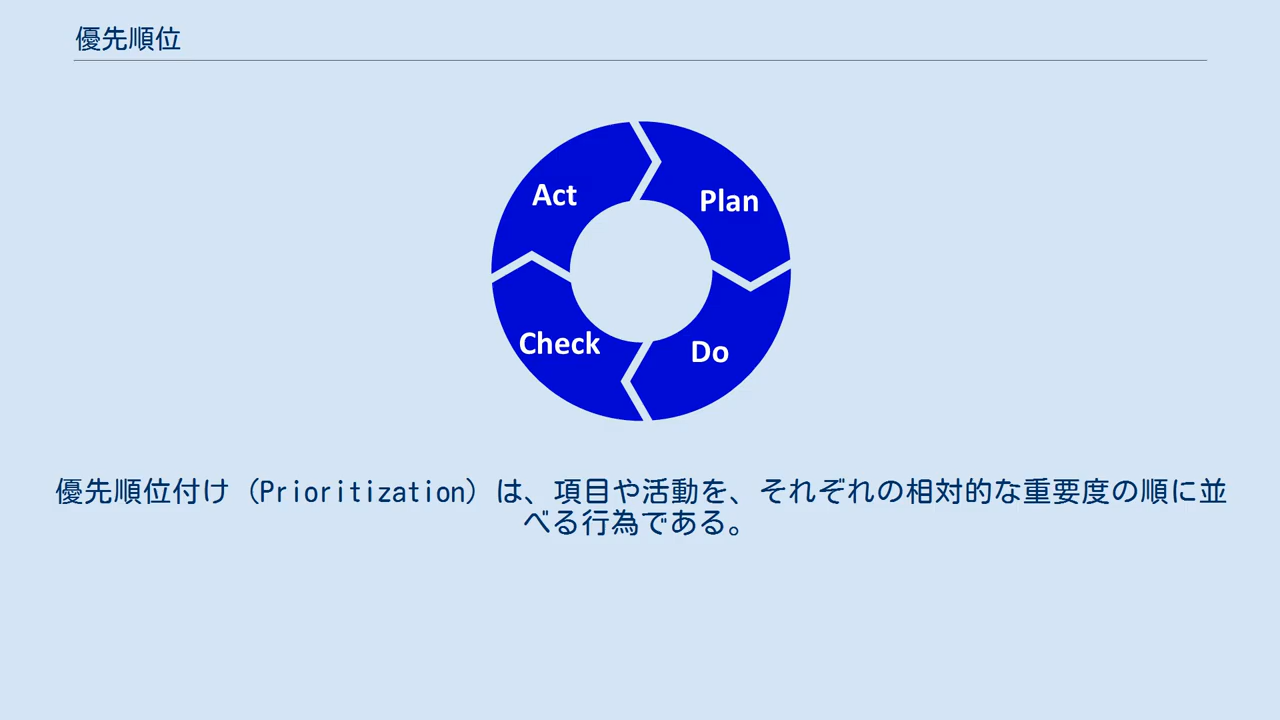 優先順位
Act
Plan
Check
Do
優先順位付け（Prioritization）は、項目や活動を、それぞれの相対的な重要度の順に並
べる行為である。